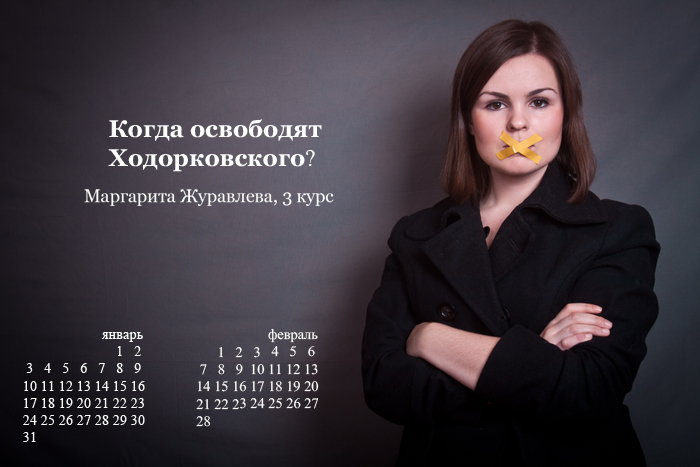 Когда освободят
Ходорковского?
Маргарита Журавлева, 3 курс
январь
1 2
3 4 5 6 7 8 9
10 11 12 13 14 15 16
17 18 19 20 21 22 23
24 25 26 27 28 29 30
31
февраль
1 2 3 4 5 6
7 8 9 10 11 12 13
14 15 16 17 18 19 20
21 22 23 24 25 26 27
28